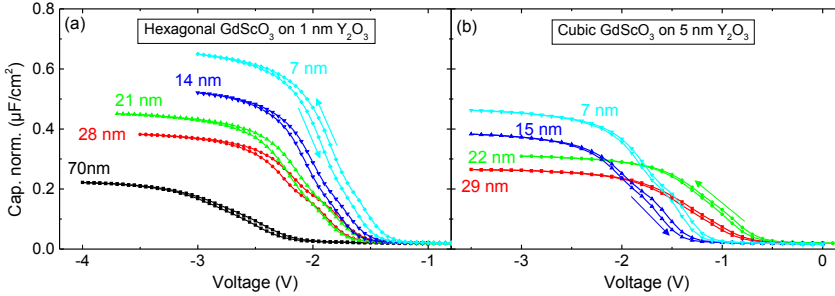 (a)
Hexagonal GdScO₃ on 1 nm Y₂O₃
7 nm
14 nm
21 nm
28 nm
70nm
Cap. norm. (µF/cm²)
0.0
0.2
0.4
0.6
0.8
-4
-3
-2
-1
Voltage (V)
(b)
Cubic GdScO₃ on 5 nm Y₂O₃
7 nm
15 nm
22 nm
29 nm
-3
-2
-1
0
Voltage (V)